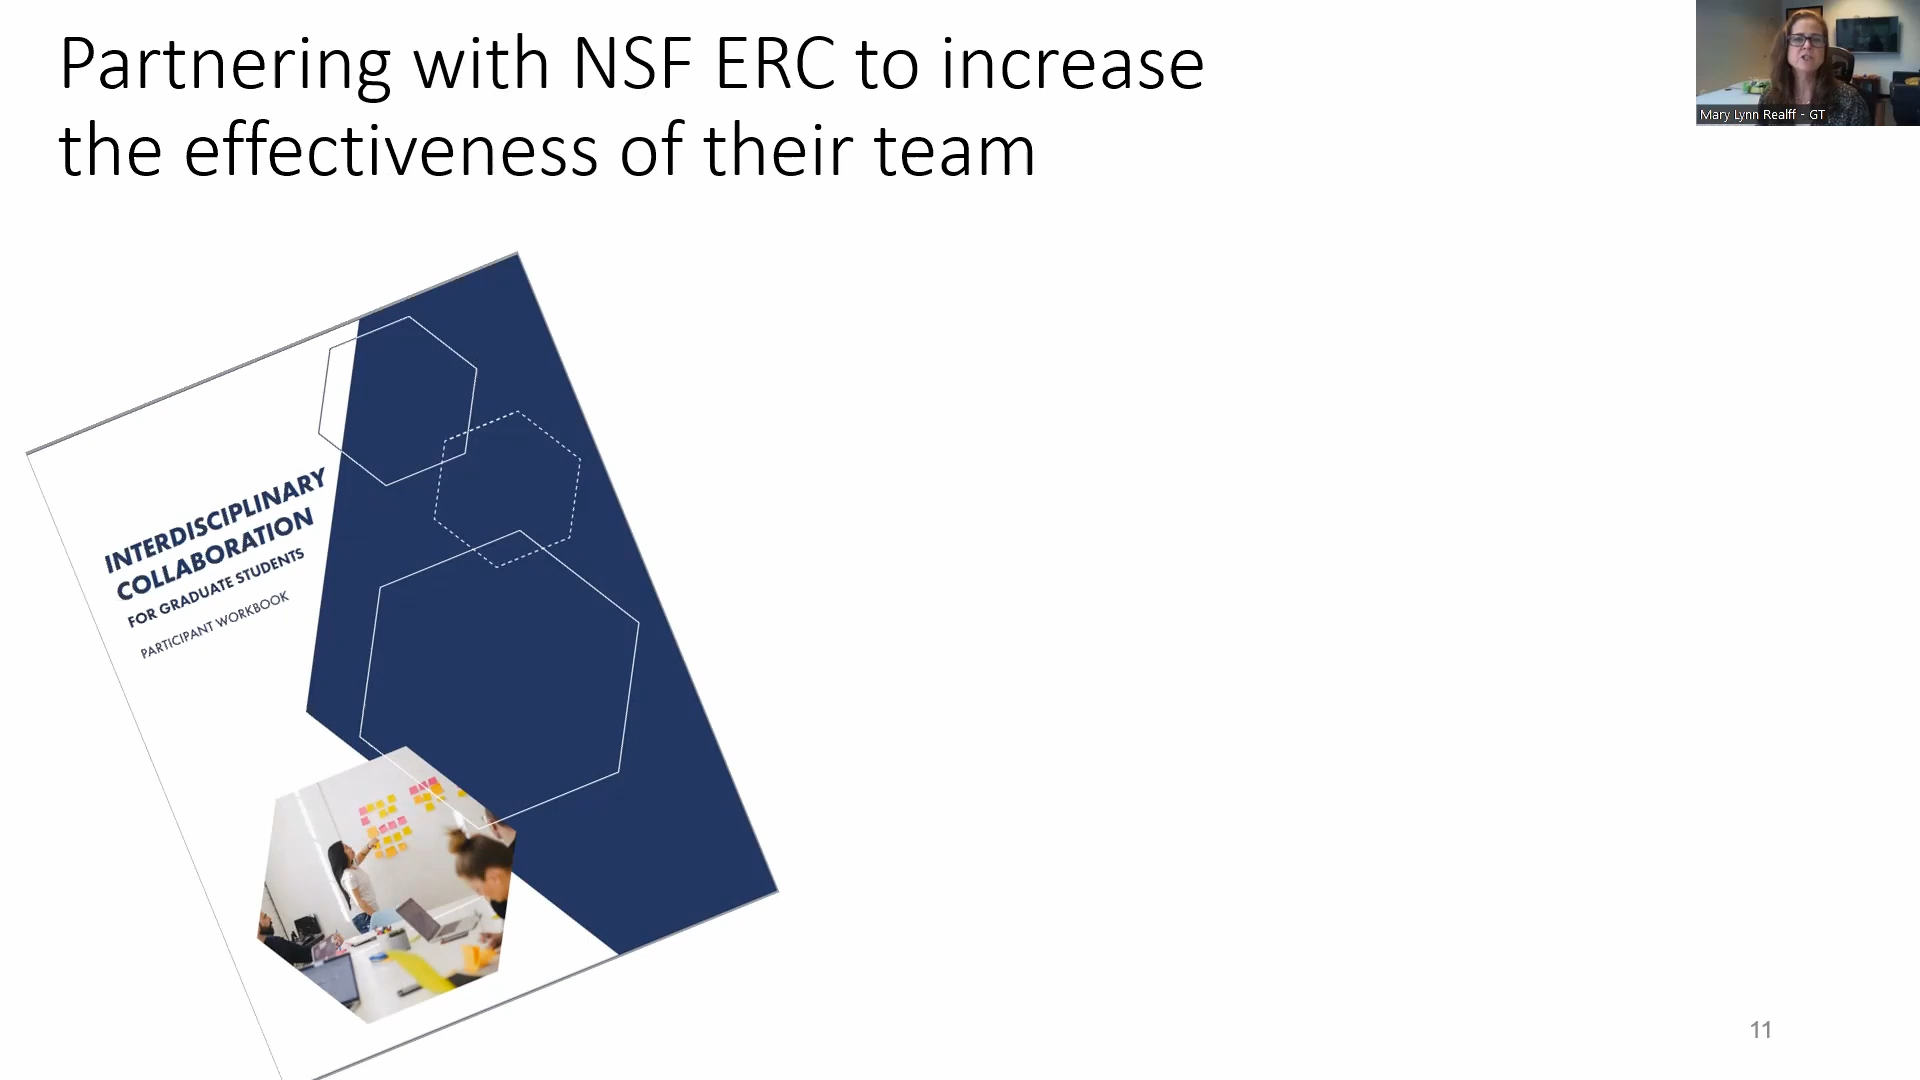 Partnering with NSF ERC to increase
the effectiveness of their team
Mary Lynn Realff - GT
INTERDISCIPLINARY
COLLABORATION
FOR GRADUATE STUDENTS
PARTICIPANT WORKBOOK
11